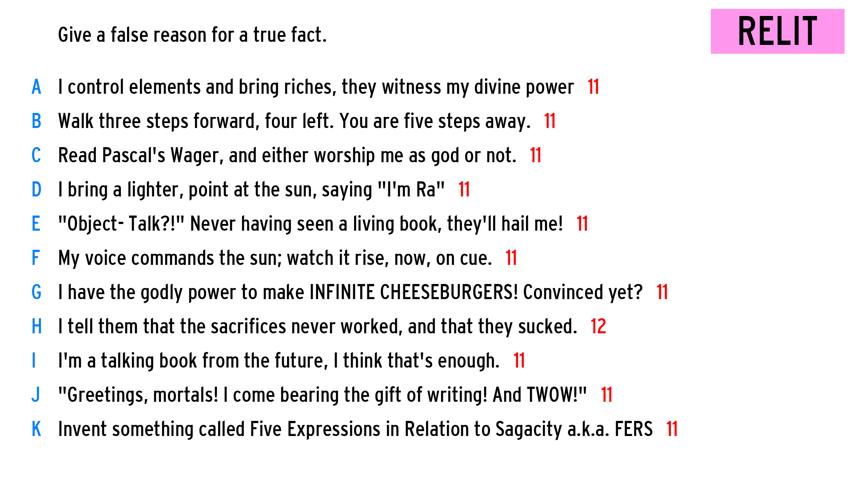 Give a false reason for a true fact.
RELIT
A I control elements and bring riches, they witness my divine power 11
B Walk three steps forward, four left. You are five steps away. 11
C Read Pascal's Wager, and either worship me as god or not. 11
D I bring a lighter, point at the sun, saying "I'm Ra" 11
E "Object- Talk?!" Never having seen a living book, they'll hail me! 11
F My voice commands the sun; watch it rise, now, on cue. 11
G I have the godly power to make INFINITE CHEESEBURGERS! Convinced yet? 11
H I tell them that the sacrifices never worked, and that they sucked. 12
I I'm a talking book from the future, I think that's enough. 11
J "Greetings, mortals! I come bearing the gift of writing! And TWOW!" 11
K Invent something called Five Expressions in Relation to Sagacity a.k.a. FERS 11